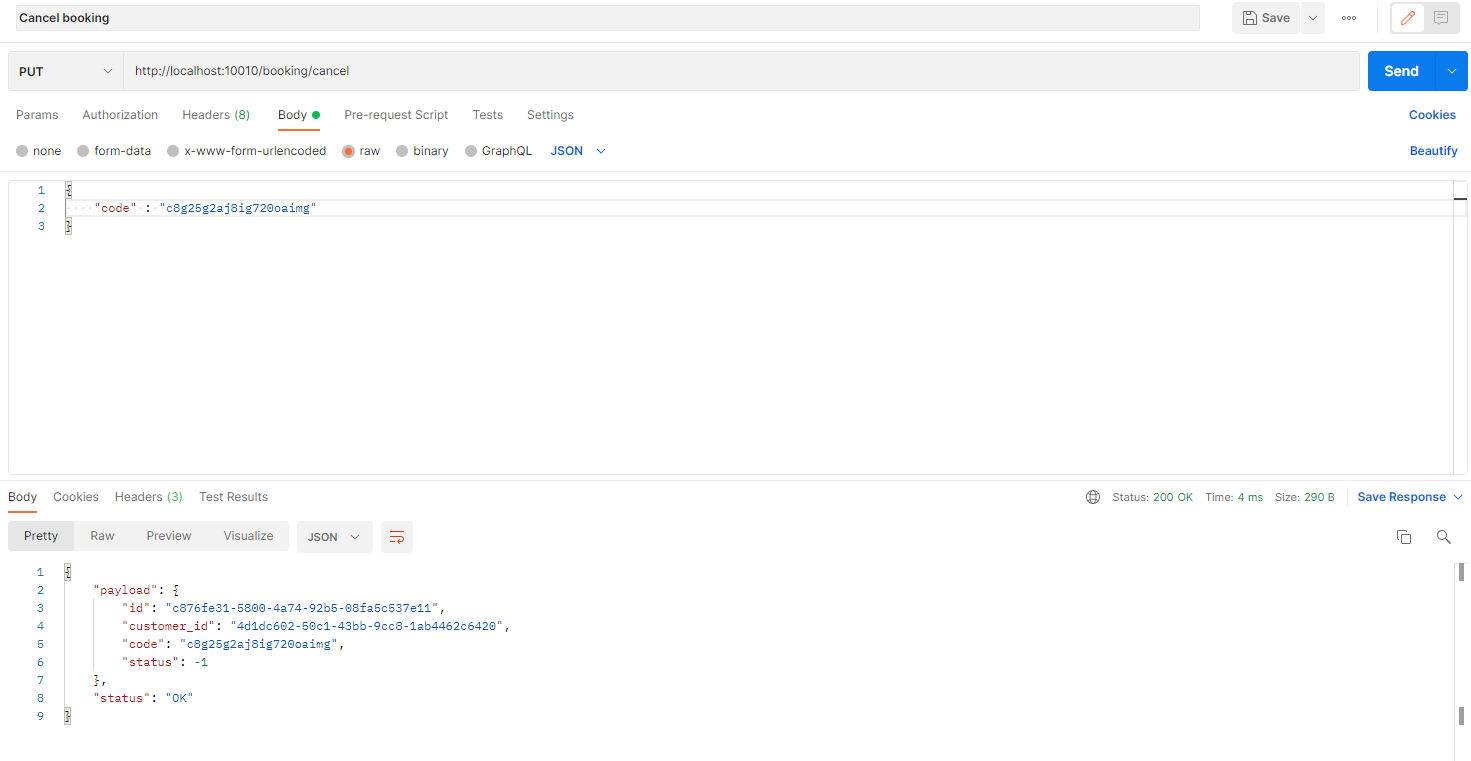 Cancel booking
Save
PUT
http://localhost:10010/booking/cancel
Send
Params Authorization Headers (8) Body Pre-request Script Tests Settings Cookies
none form-data x-www-form-urlencoded raw binary GraphQL JSON Beautify
1 {
2 "code" : "c8g25g2aj8ig720oaimg"
3 }
Body Cookies Headers (3) Test Results Status: 200 OK Time: 4 ms Size: 290 B Save Response
Pretty Raw Preview Visualize JSON
1 {
2 "payload": {
3 "id": "c876fe31-5800-4a74-92b5-08fa5c537e11",
4 "customer_id": "4d1dc602-50c1-43bb-9cc8-1ab4462c6420",
5 "code": "c8g25g2aj8ig720oaimg",
6 "status": -1
7 },
8 "status": "OK"
9 }